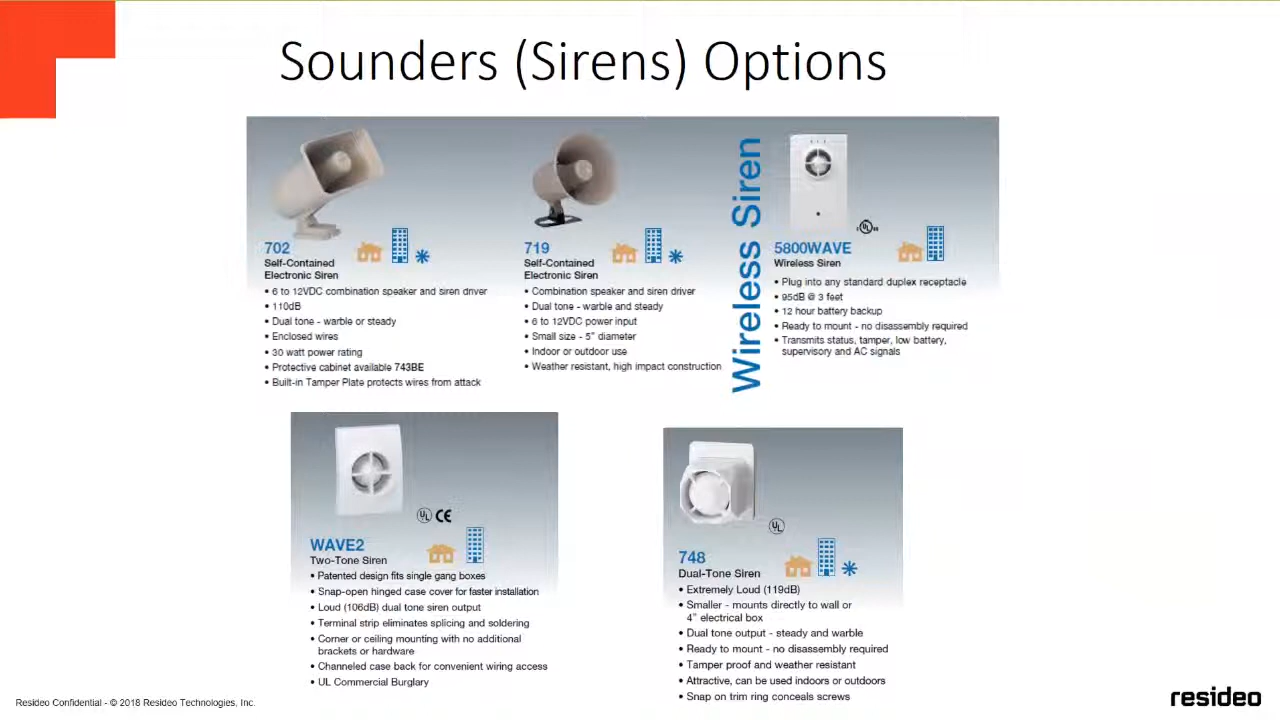 Sounders (Sirens) Options
702
Self-Contained
Electronic Siren
• 6 to 12VDC combination speaker and siren driver
• 110dB
• Dual tone - warble or steady
• Enclosed wires
• 30 watt power rating
• Protective cabinet available 743BE
• Built-in Tamper Plate protects wires from attack
719
Self-Contained
Electronic Siren
• Combination speaker and siren driver
• Dual tone - warble and steady
• 6 to 12VDC power input
• Small size - 5" diameter
• Indoor or outdoor use
• Weather resistant, high impact construction
Wireless Siren
UL
5800WAVE
Wireless Siren
• Plug into any standard duplex receptacle
• 95dB @ 3 feet
• 12 hour battery backup
• Ready to mount - no disassembly required
• Transmits status, tamper, low battery,
supervisory and AC signals
UL CE
WAVE2
Two-Tone Siren
• Patented design fits single gang boxes
• Snap-open hinged case cover for faster installation
• Loud (106dB) dual tone siren output
• Terminal strip eliminates splicing and soldering
• Corner or ceiling mounting with no additional
brackets or hardware
• Channeled case back for convenient wiring access
• UL Commercial Burglary
UL
748
Dual-Tone Siren
• Extremely Loud (119dB)
• Smaller - mounts directly to wall or
4" electrical box
• Dual tone output - steady and warble
• Ready to mount - no disassembly required
• Tamper proof and weather resistant
• Attractive, can be used indoors or outdoors
• Snap on trim ring conceals screws
Resideo Confidential - © 2018 Resideo Technologies, Inc.
resideo